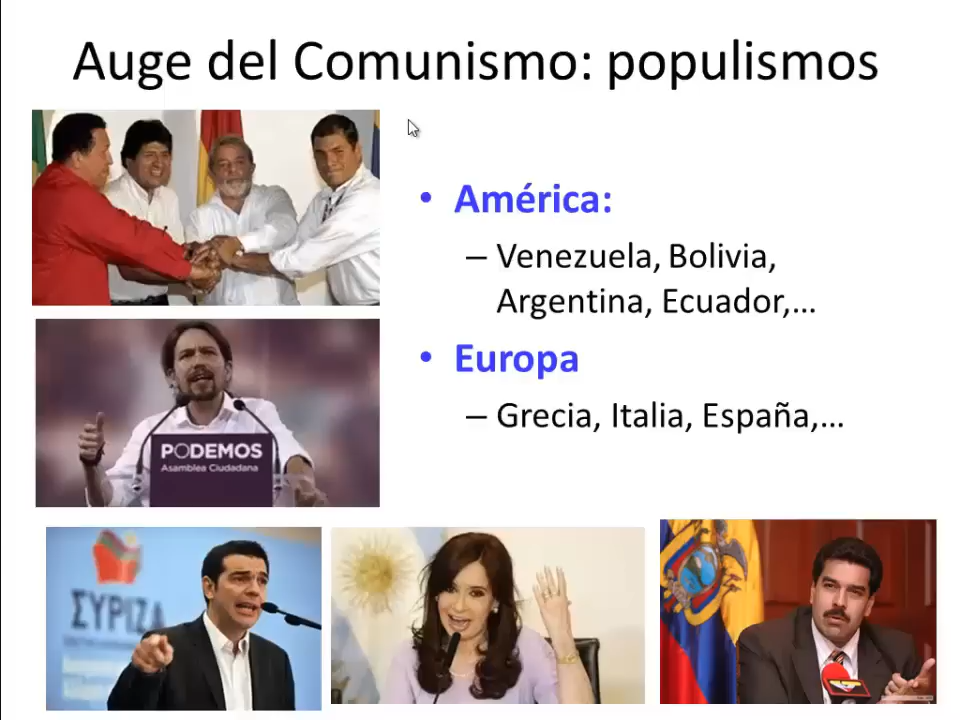 Auge del Comunismo: populismos
• América:
– Venezuela, Bolivia,
Argentina, Ecuador,...
• Europa
– Grecia, Italia, España,...
PODEMOS
Asamblea Ciudadana
ΣΥΡΙΖΑ